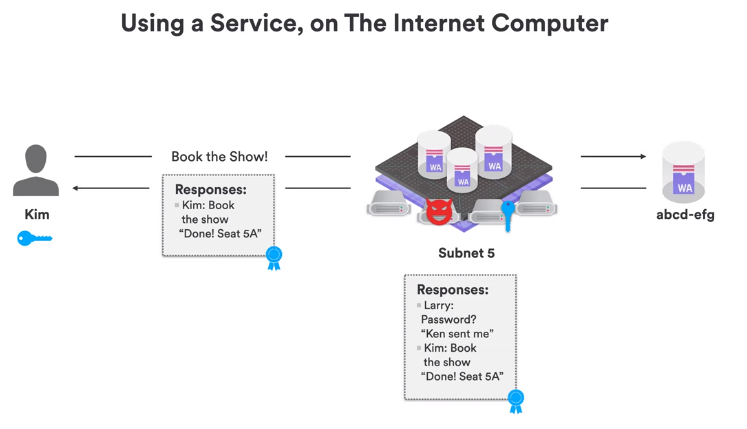 Using a Service, on The Internet Computer
Book the Show!
Responses:
Kim: Book
the show
“Done! Seat 5A”
Kim
WA
WA
WA
Subnet 5
WA
abcd-efg
Responses:
Larry:
Password?
“Ken sent me”
Kim: Book
the show
“Done! Seat 5A”